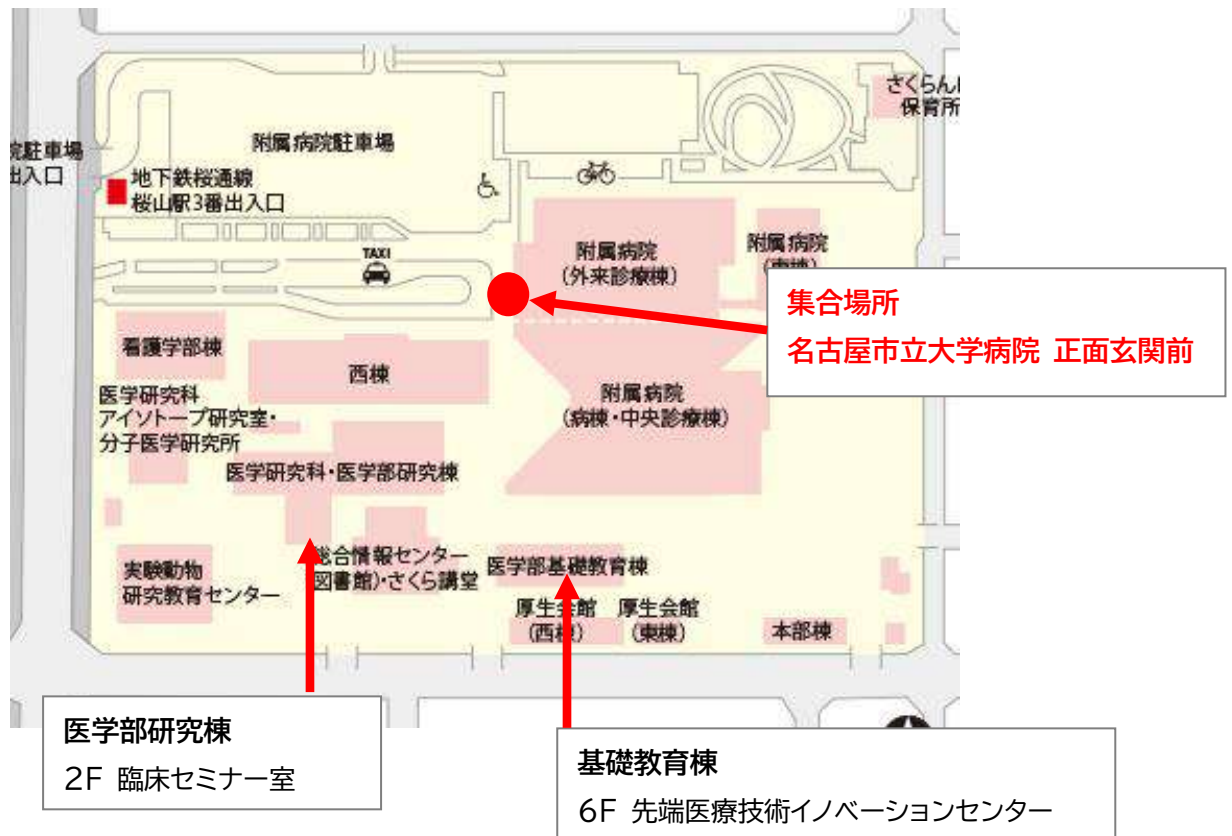 さくらん
保育所
附属病院駐車場
院駐車場
出入口
地下鉄桜通線
桜山駅3番出入口
附属病院
(外来診療棟)
附属病院
(東棟)
TAXI
集合場所
名古屋市立大学病院 正面玄関前
看護学部棟
西棟
附属病院
(病棟・中央診療棟)
医学研究科
アイソトープ研究室・
分子医学研究所
医学研究科・医学部研究棟
総合情報センター
(図書館)・さくら講堂
医学部基礎教育棟
実験動物
研究教育センター
厚生会館
(西棟)
厚生会館
(東棟)
本部棟
医学部研究棟
2F 臨床セミナー室
基礎教育棟
6F 先端医療技術イノベーションセンター